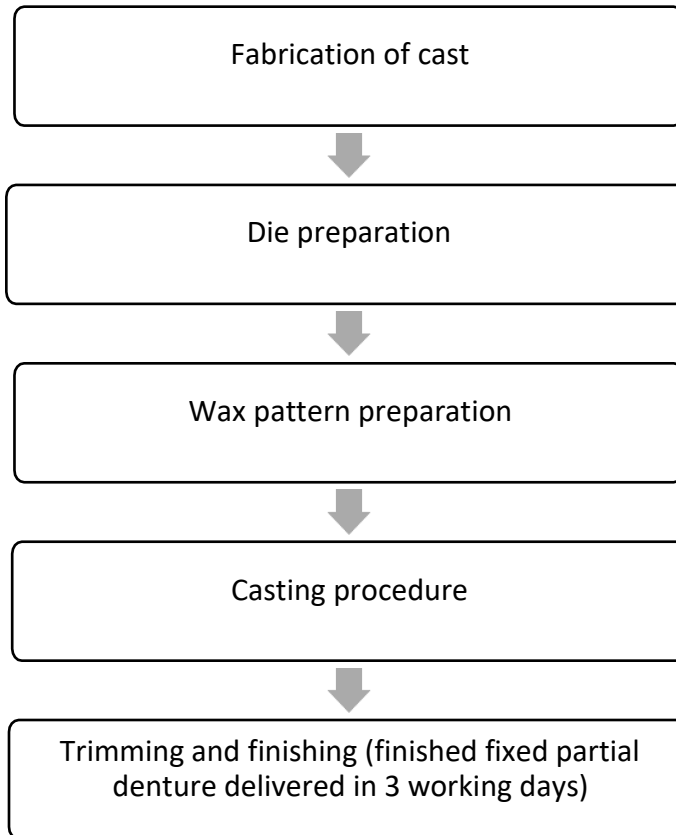 Fabrication of cast
Die preparation
Wax pattern preparation
Casting procedure
Trimming and finishing (finished fixed partial
denture delivered in 3 working days)